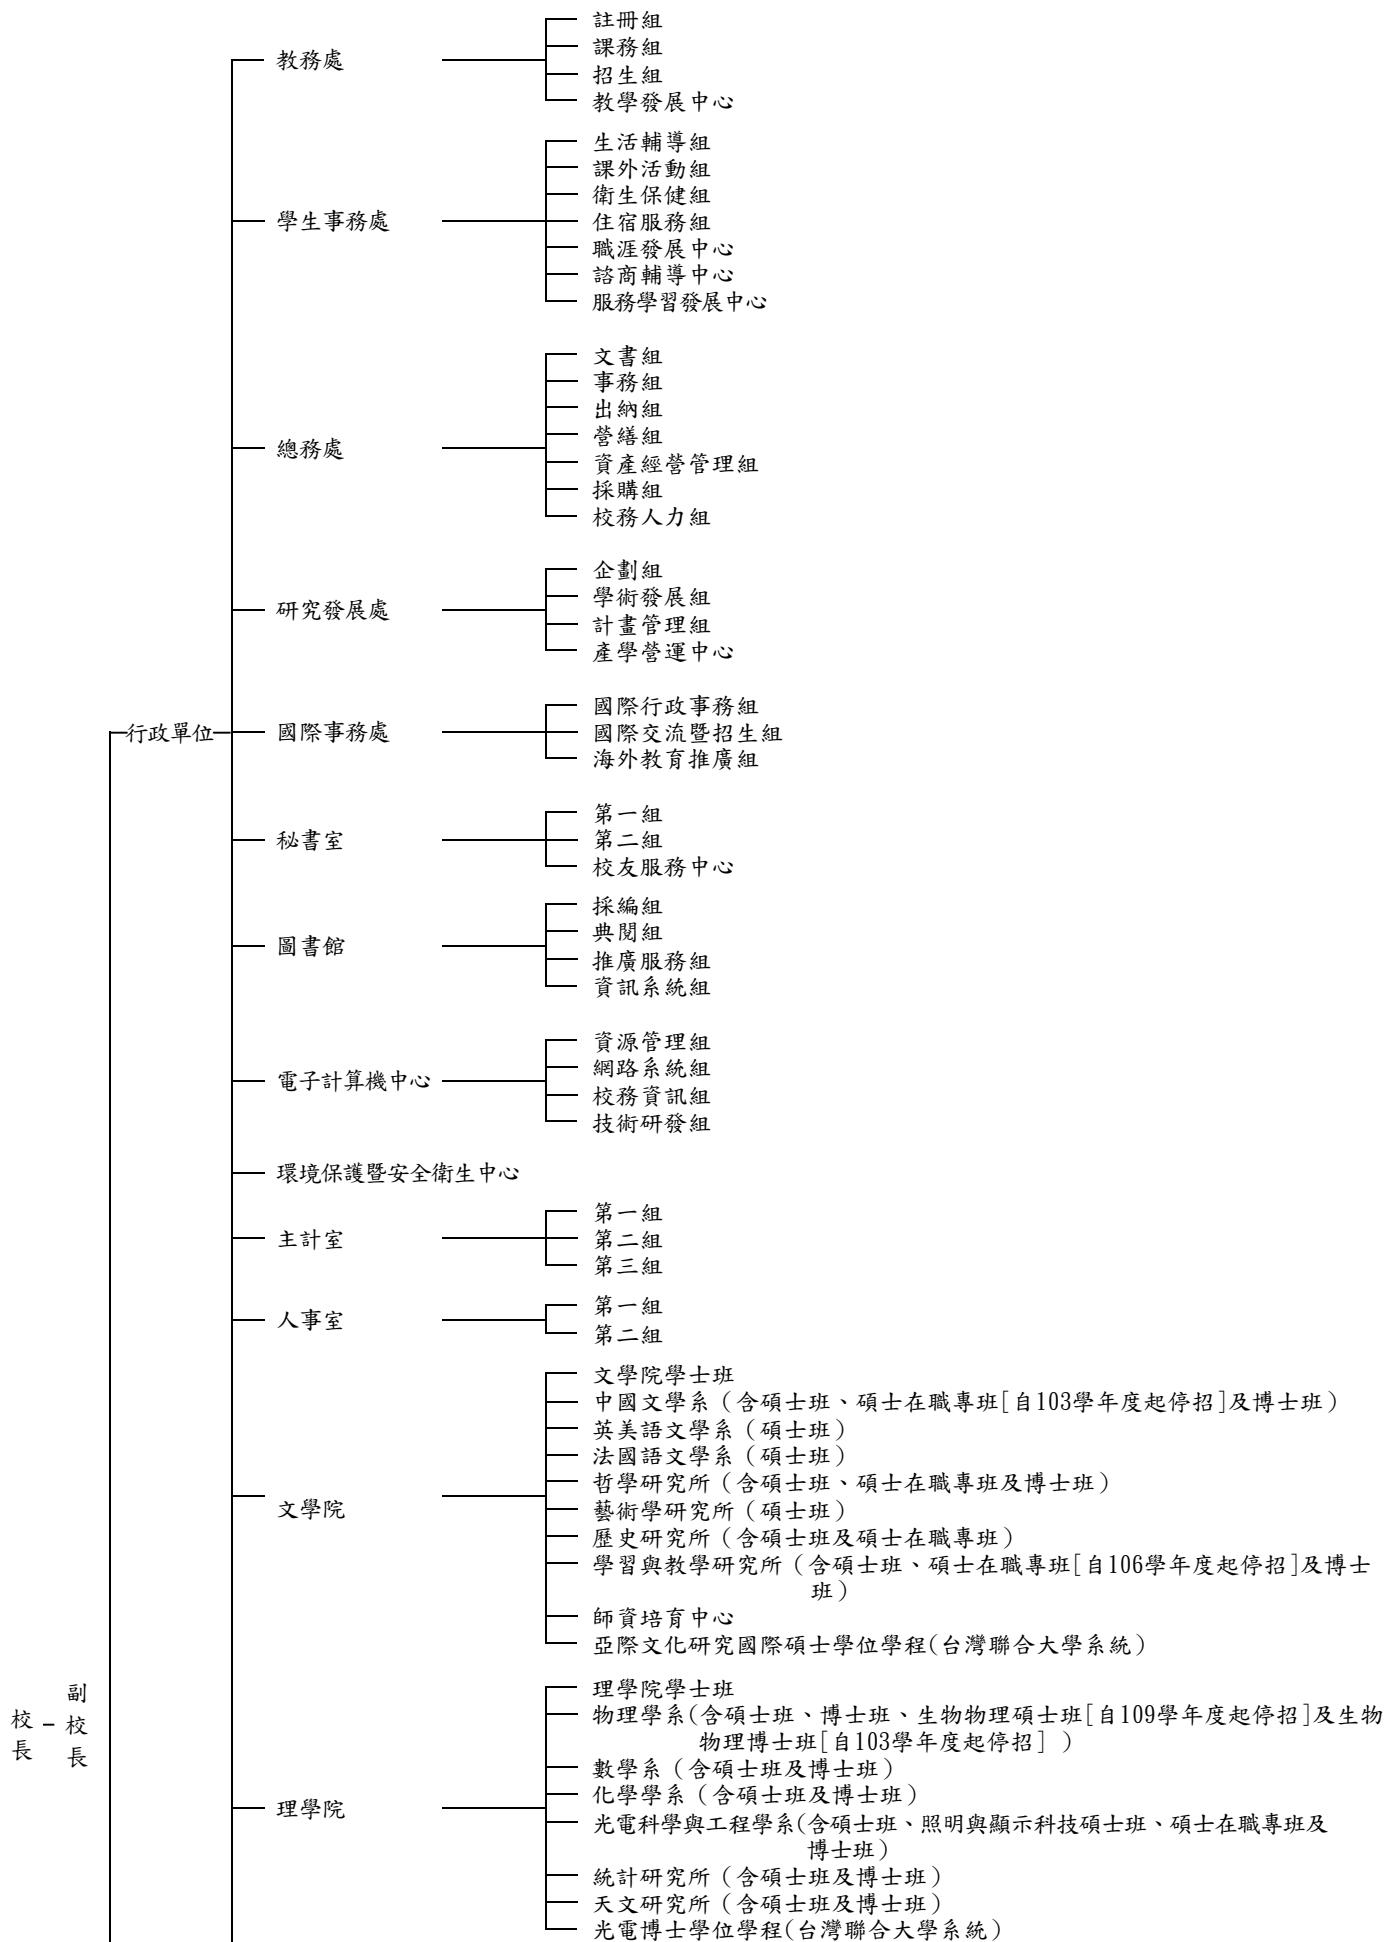 教務處
註冊組
課務組
招生組
教學發展中心
學生事務處
生活輔導組
課外活動組
衛生保健組
住宿服務組
職涯發展中心
諮商輔導中心
服務學習發展中心
總務處
文書組
事務組
出納組
營繕組
資產經營管理組
採購組
校務人力組
研究發展處
企劃組
學術發展組
計畫管理組
產學營運中心
行政單位
國際事務處
國際行政事務組
國際交流暨招生組
海外教育推廣組
秘書室
第一組
第二組
校友服務中心
圖書館
採編組
典閱組
推廣服務組
資訊系統組
電子計算機中心
資源管理組
網路系統組
校務資訊組
技術研發組
環境保護暨安全衛生中心
主計室
第一組
第二組
第三組
人事室
第一組
第二組
文學院
文學院學士班
中國文學系（含碩士班、碩士在職專班[自103學年度起停招]及博士班）
英美語文學系（碩士班）
法國語文學系（碩士班）
哲學研究所（含碩士班、碩士在職專班及博士班）
藝術學研究所（碩士班）
歷史研究所（含碩士班及碩士在職專班）
學習與教學研究所（含碩士班、碩士在職專班[自106學年度起停招]及博士
班）
師資培育中心
亞際文化研究國際碩士學位學程(台灣聯合大學系統)
校長
副校長
理學院
理學院學士班
物理學系(含碩士班、博士班、生物物理碩士班[自109學年度起停招]及生物
物理博士班[自103學年度起停招] )
數學系（含碩士班及博士班）
化學學系（含碩士班及博士班）
光電科學與工程學系(含碩士班、照明與顯示科技碩士班、碩士在職專班及
博士班)
統計研究所（含碩士班及博士班）
天文研究所（含碩士班及博士班）
光電博士學位學程(台灣聯合大學系統)